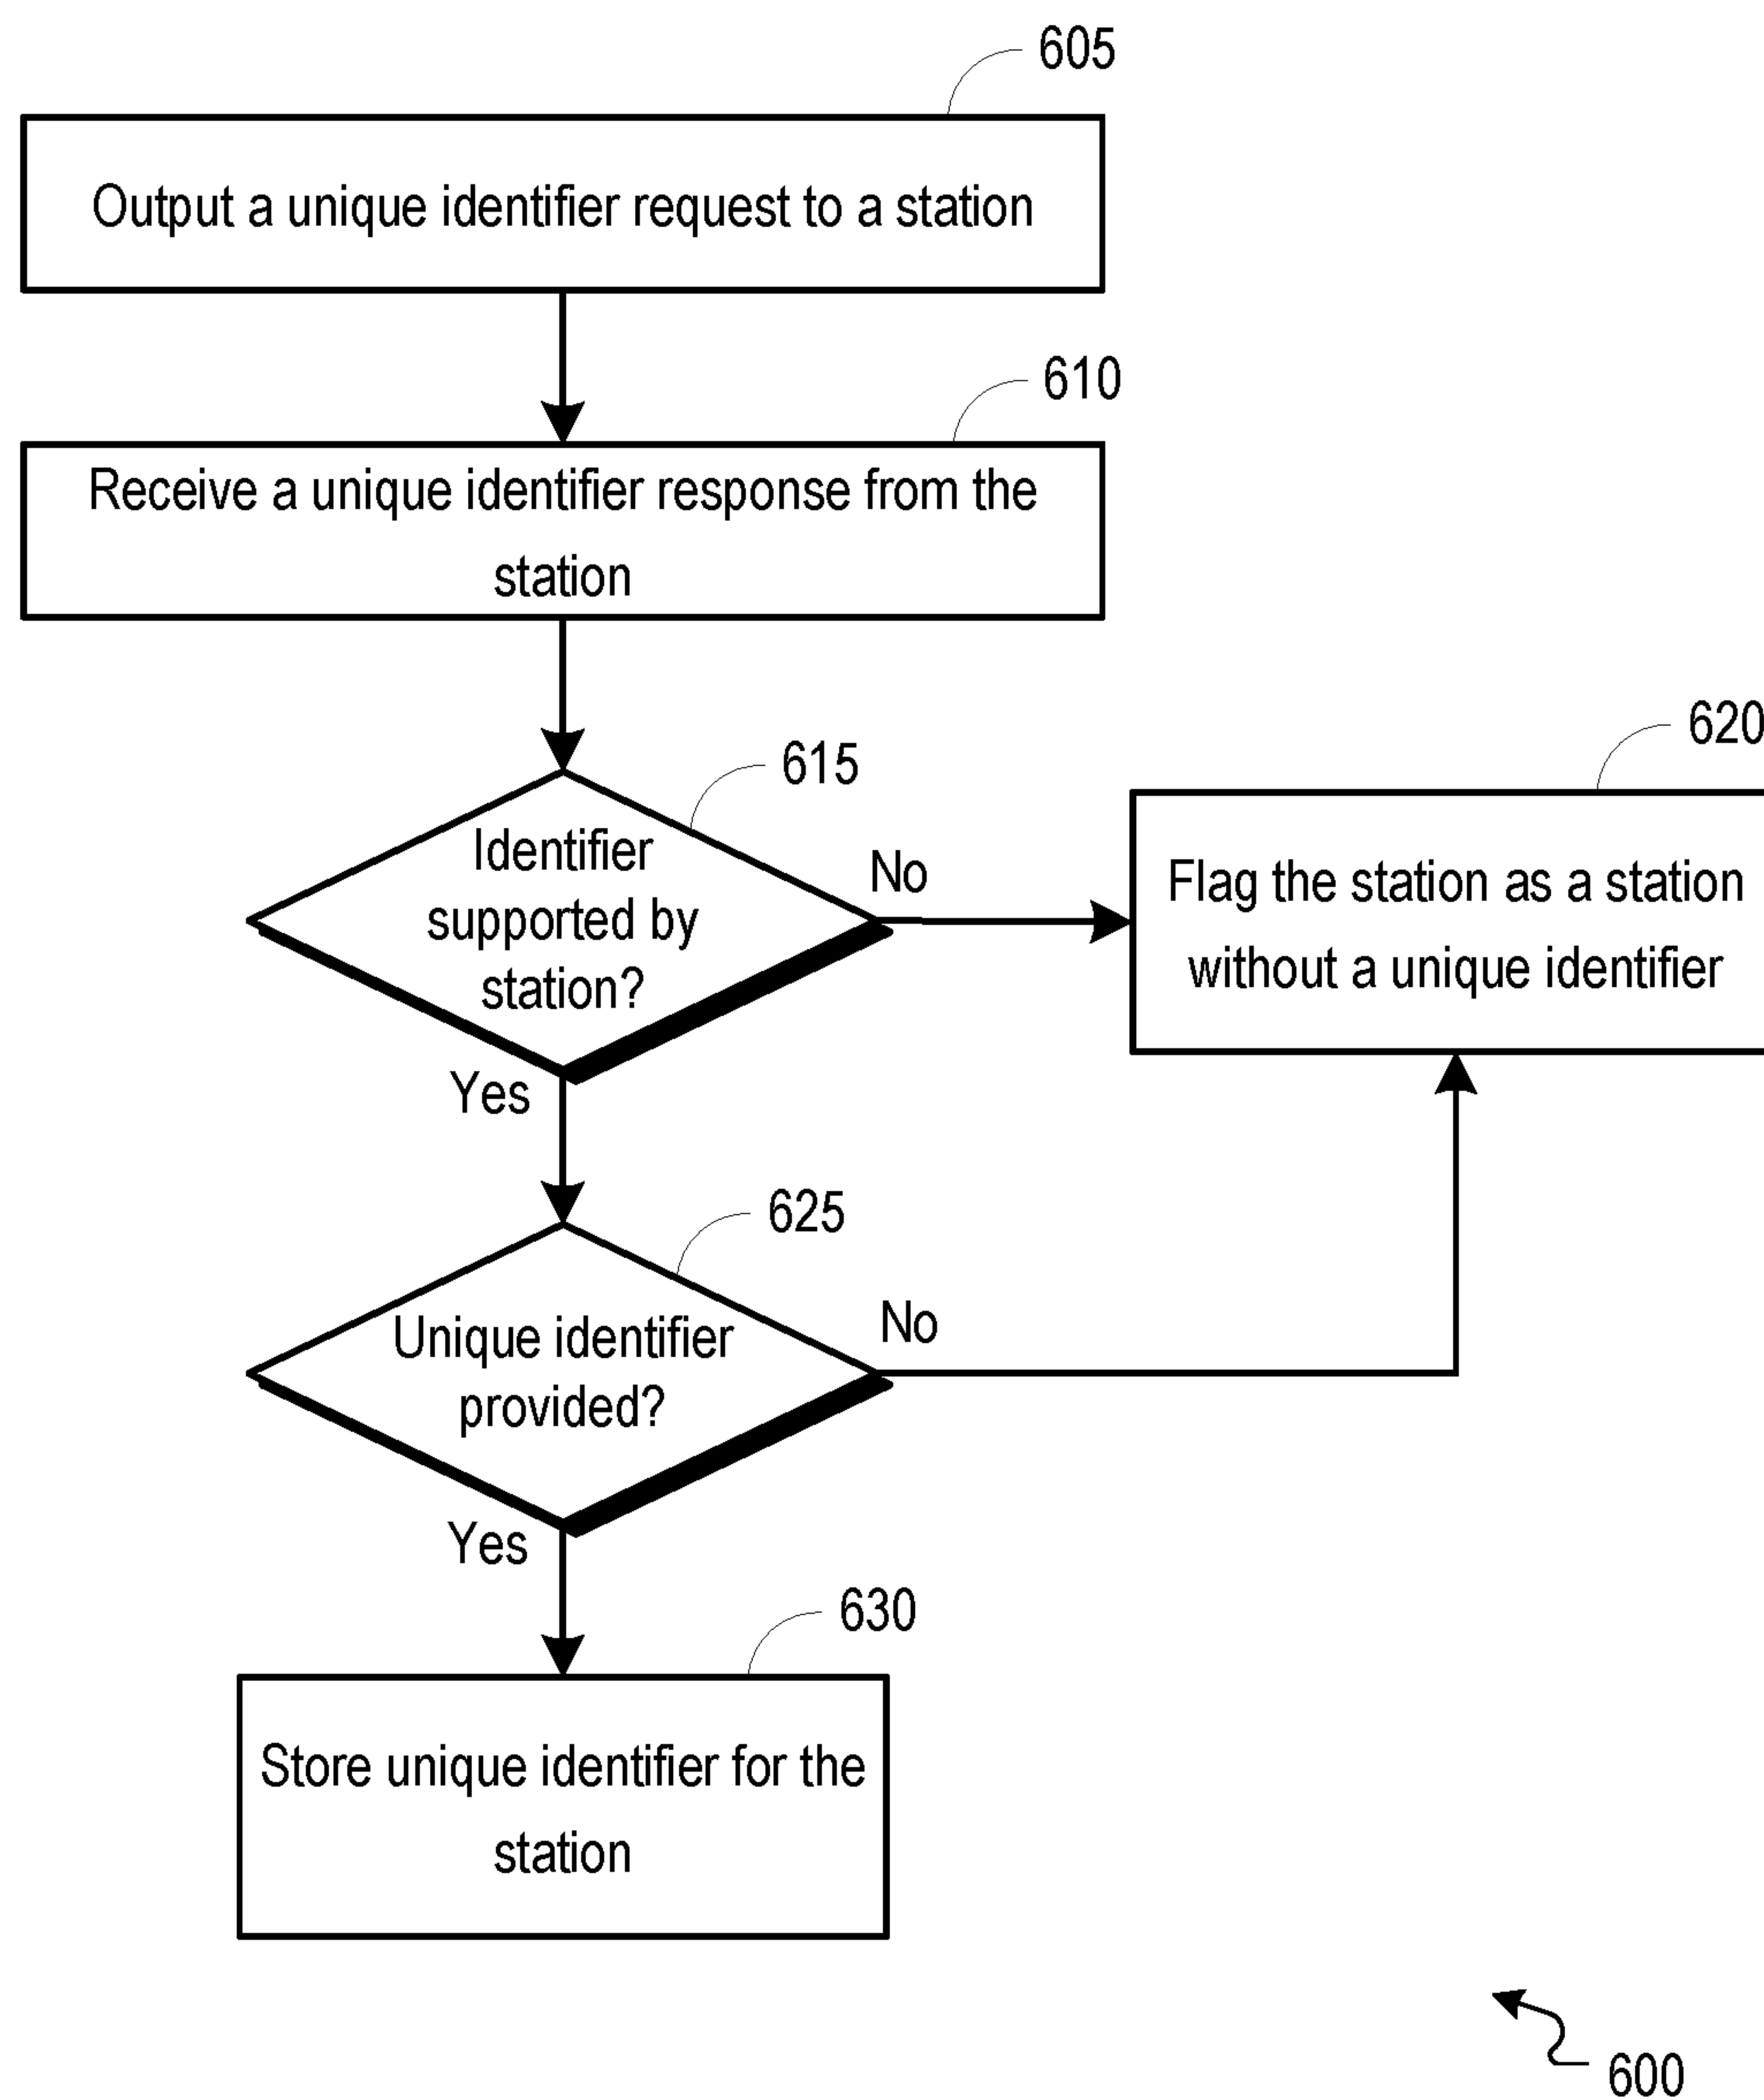 605
Output a unique identifier request to a station
610
Receive a unique identifier response from the
station
615
Identifier
supported by
station?
No
620
Flag the station as a station
without a unique identifier
Yes
625
Unique identifier
provided?
No
Yes
630
Store unique identifier for the
station
600